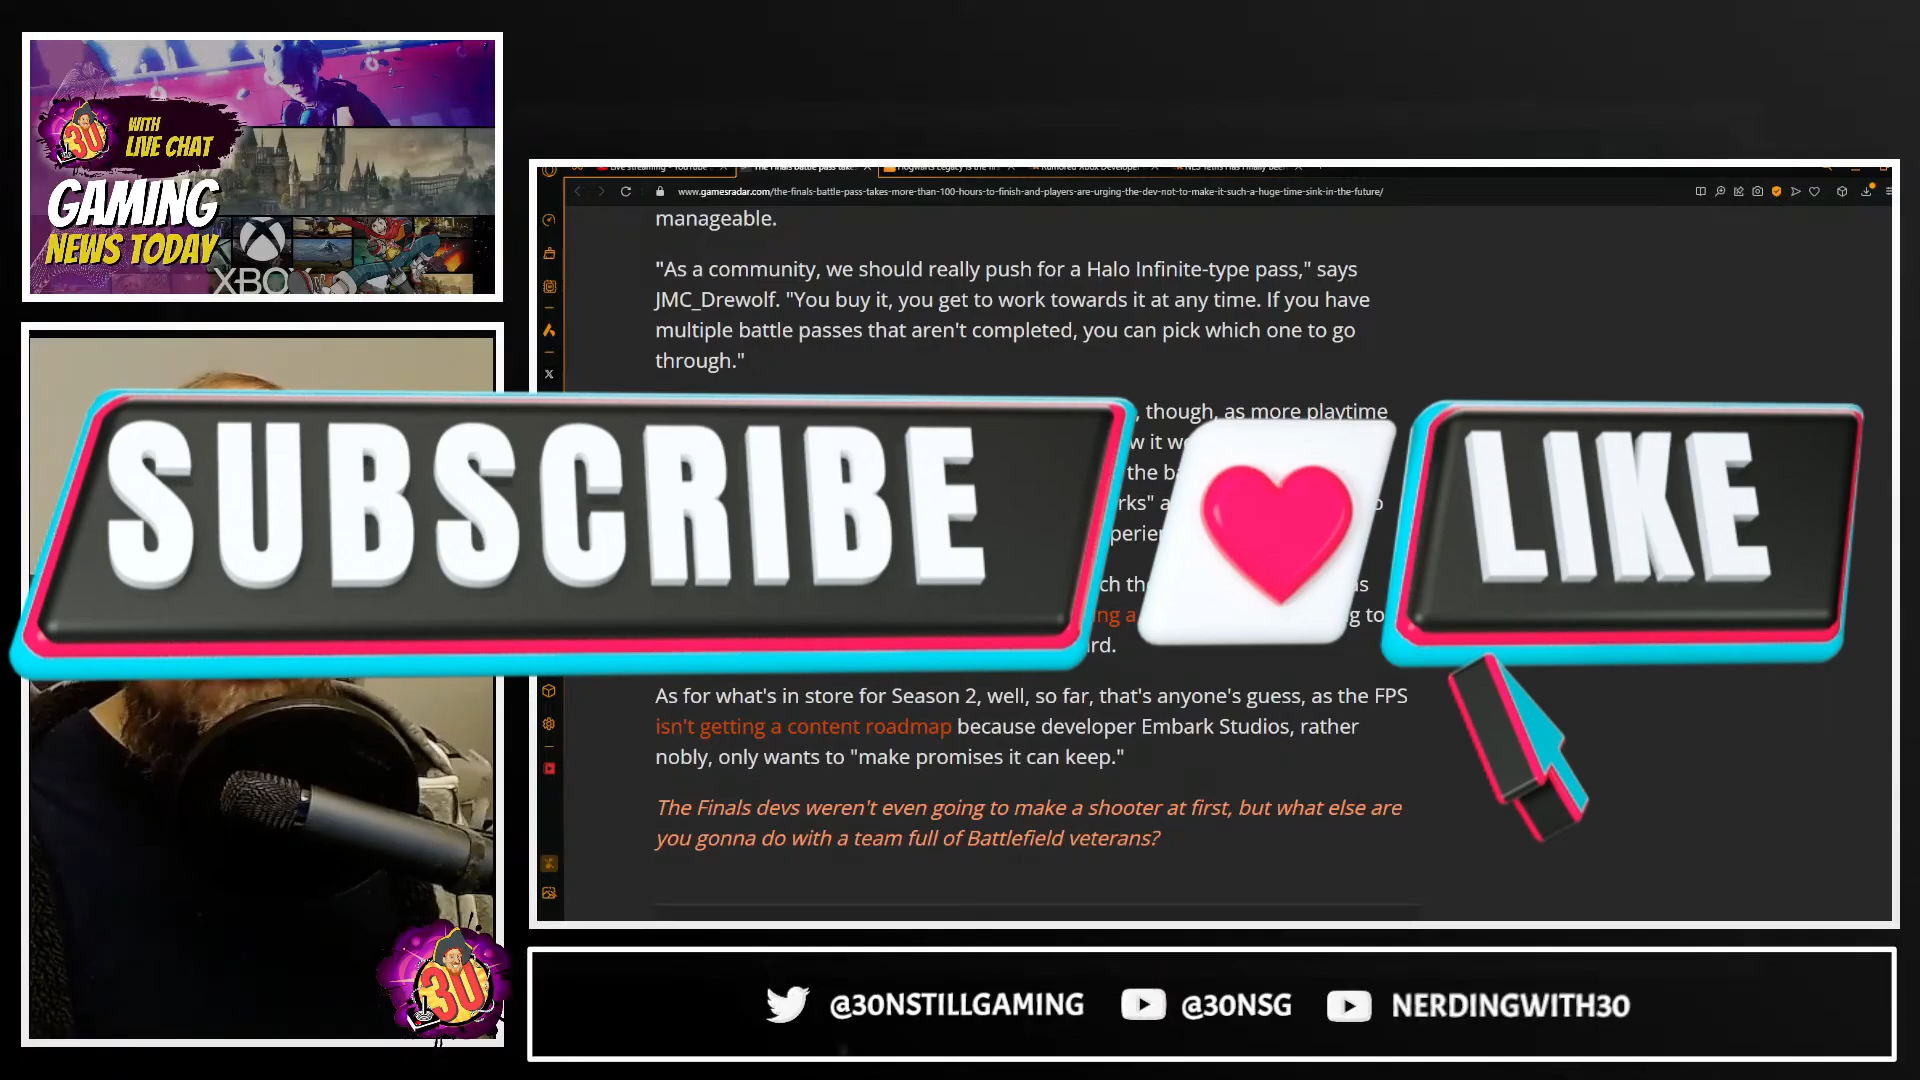 30
WITH
LIVE CHAT
GAMING
NEWS TODAY
XBOX
www.gamesradar.com/the-finals-battle-pass-takes-more-than-100-hours-to-finish-and-players-are-urging-the-dev-not-to-make-it-such-a-huge-time-sink-in-the-future/
manageable.
"As a community, we should really push for a Halo Infinite-type pass," says
JMC_Drewolf. "You buy it, you get to work towards it at any time. If you have
multiple battle passes that aren't completed, you can pick which one to go
through."
, though, as more playtime
SUBSCRIBE
LIKE
As for what's in store for Season 2, well, so far, that's anyone's guess, as the FPS
isn't getting a content roadmap because developer Embark Studios, rather
nobly, only wants to "make promises it can keep."
The Finals devs weren't even going to make a shooter at first, but what else are
you gonna do with a team full of Battlefield veterans?
30
@30NSTILLGAMING @30NSG NERDINGWITH30